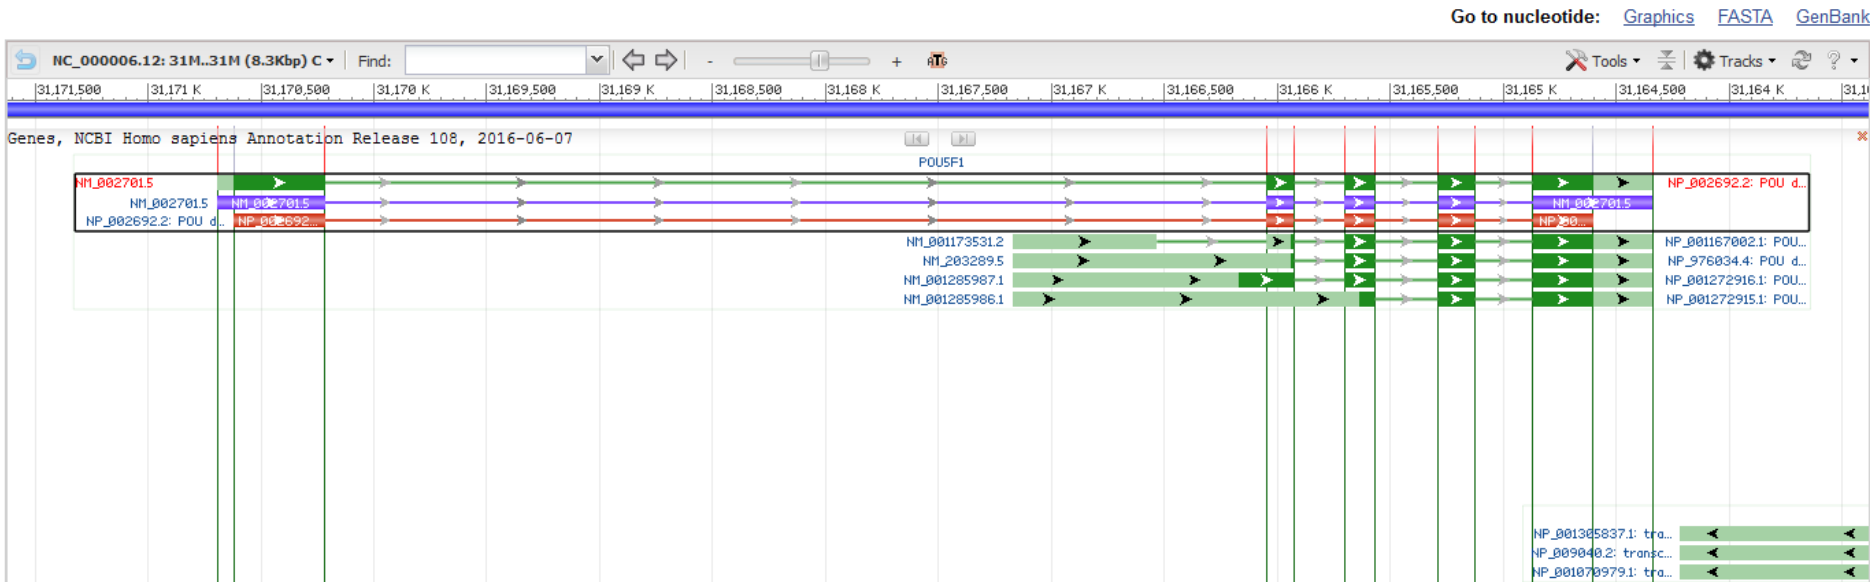 Go to nucleotide: Graphics FASTA GenBank
NC_000006.12: 31M..31M (8.3Kbp) C Find: - + ATG Tools Tracks ?
31,171,500 31,171 K 31,170,500 31,170 K 31,169,500 31,169 K 31,168,500 31,168 K 31,167,500 31,167 K 31,166,500 31,166 K 31,165,500 31,165 K 31,164,500 31,164 K
Genes, NCBI Homo sapiens Annotation Release 108, 2016-06-07
POU5F1
NM_002701.5 NP_002692.2: POU d...
NM_002701.5 NM_002701.5 NM_002701.5
NP_002692.2: POU d... NP_002692...
NM_001173531.2 NP_001167002.1: POU...
NM_203289.5 NP_976034.4: POU d...
NM_001285987.1 NP_001272916.1: POU...
NM_001285986.1 NP_001272915.1: POU...
NP_001305837.1: tra...
NP_009040.2: transc...
NP_001070979.1: tra...